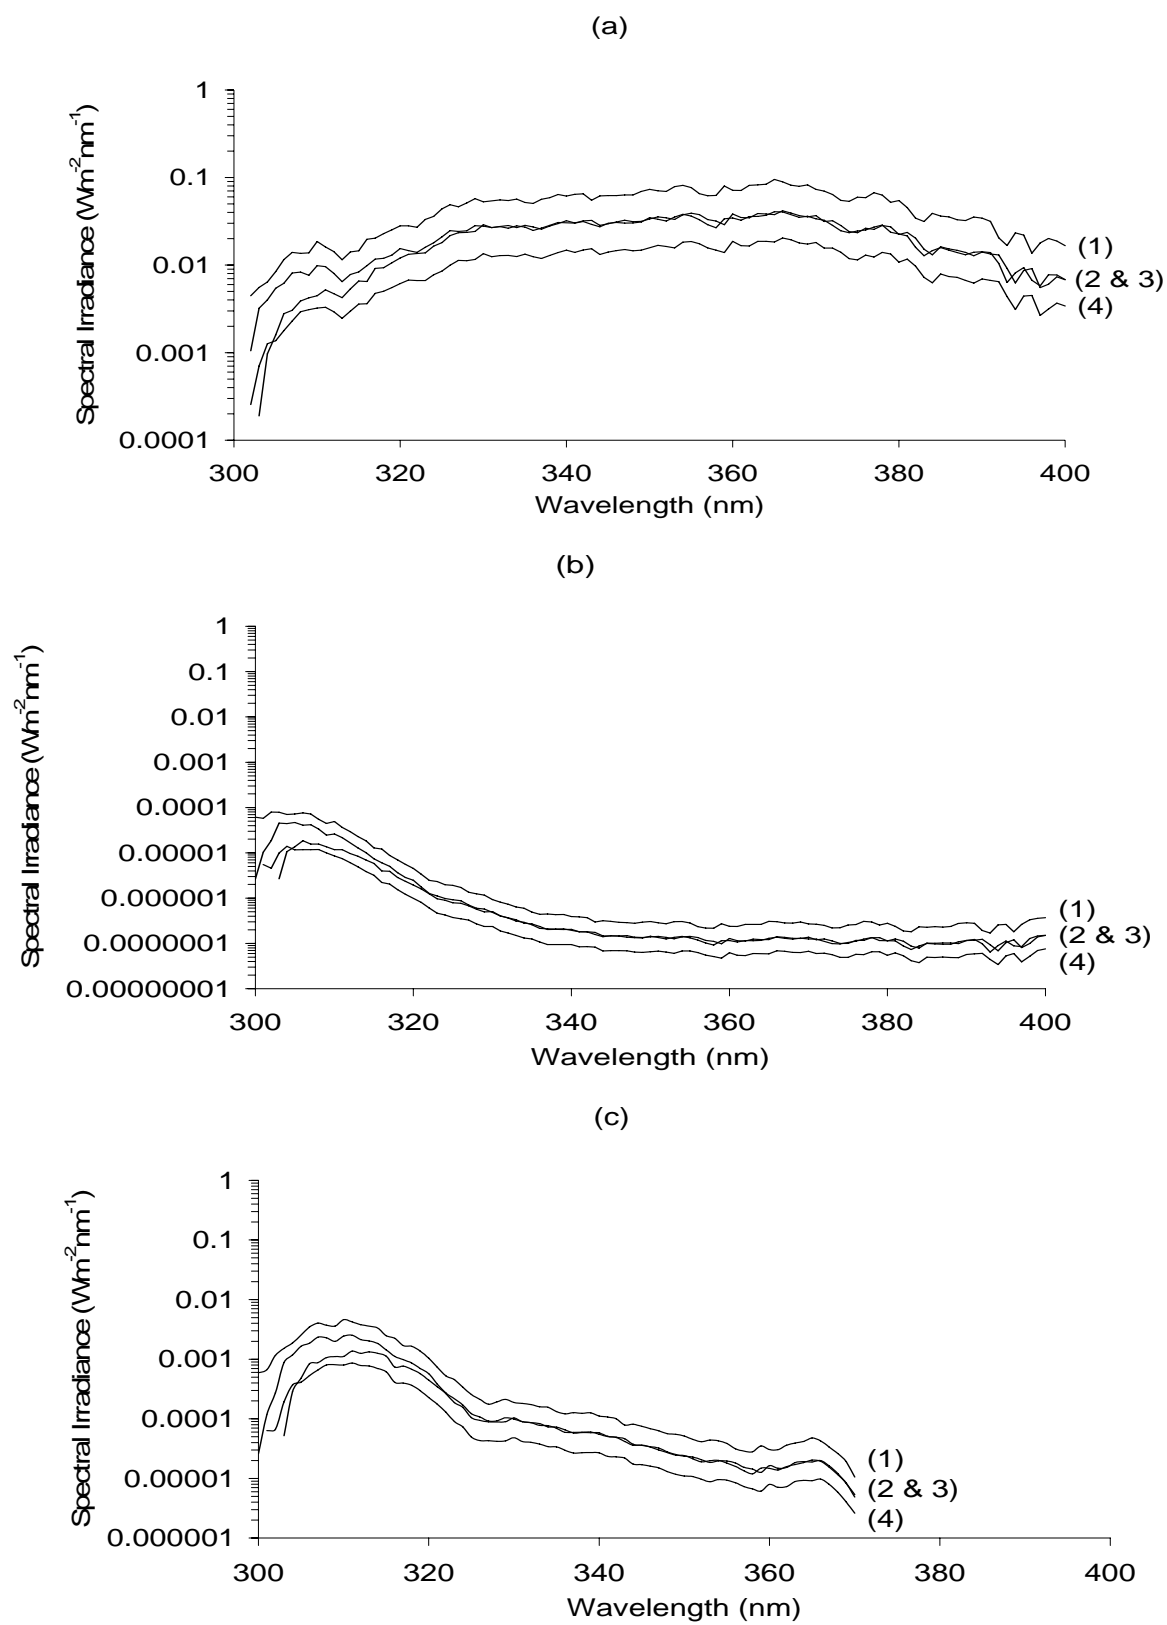 (a)
Spectral Irradiance (Wm-2nm-1)
1
0.1
0.01
0.001
0.0001
300 320 340 360 380 400
Wavelength (nm)
(1)
(2 & 3)
(4)
(b)
Spectral Irradiance (Wm-2nm-1)
1
0.1
0.01
0.001
0.0001
0.00001
0.000001
0.0000001
0.00000001
300 320 340 360 380 400
Wavelength (nm)
(1)
(2 & 3)
(4)
(c)
Spectral Irradiance (Wm-2nm-1)
1
0.1
0.01
0.001
0.0001
0.00001
0.000001
300 320 340 360 380 400
Wavelength (nm)
(1)
(2 & 3)
(4)